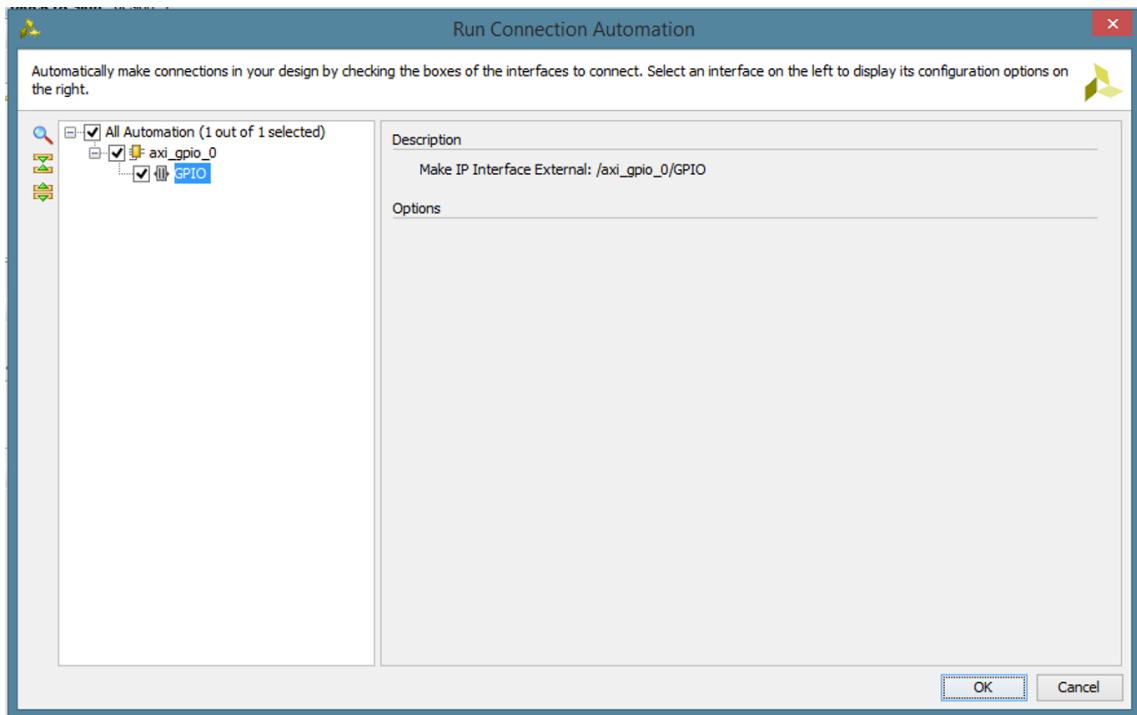 Run Connection Automation
Automatically make connections in your design by checking the boxes of the interfaces to connect. Select an interface on the left to display its configuration options on
the right.
All Automation (1 out of 1 selected)
axi_gpio_0
GPIO
Description
Make IP Interface External: /axi_gpio_0/GPIO
Options
OK
Cancel